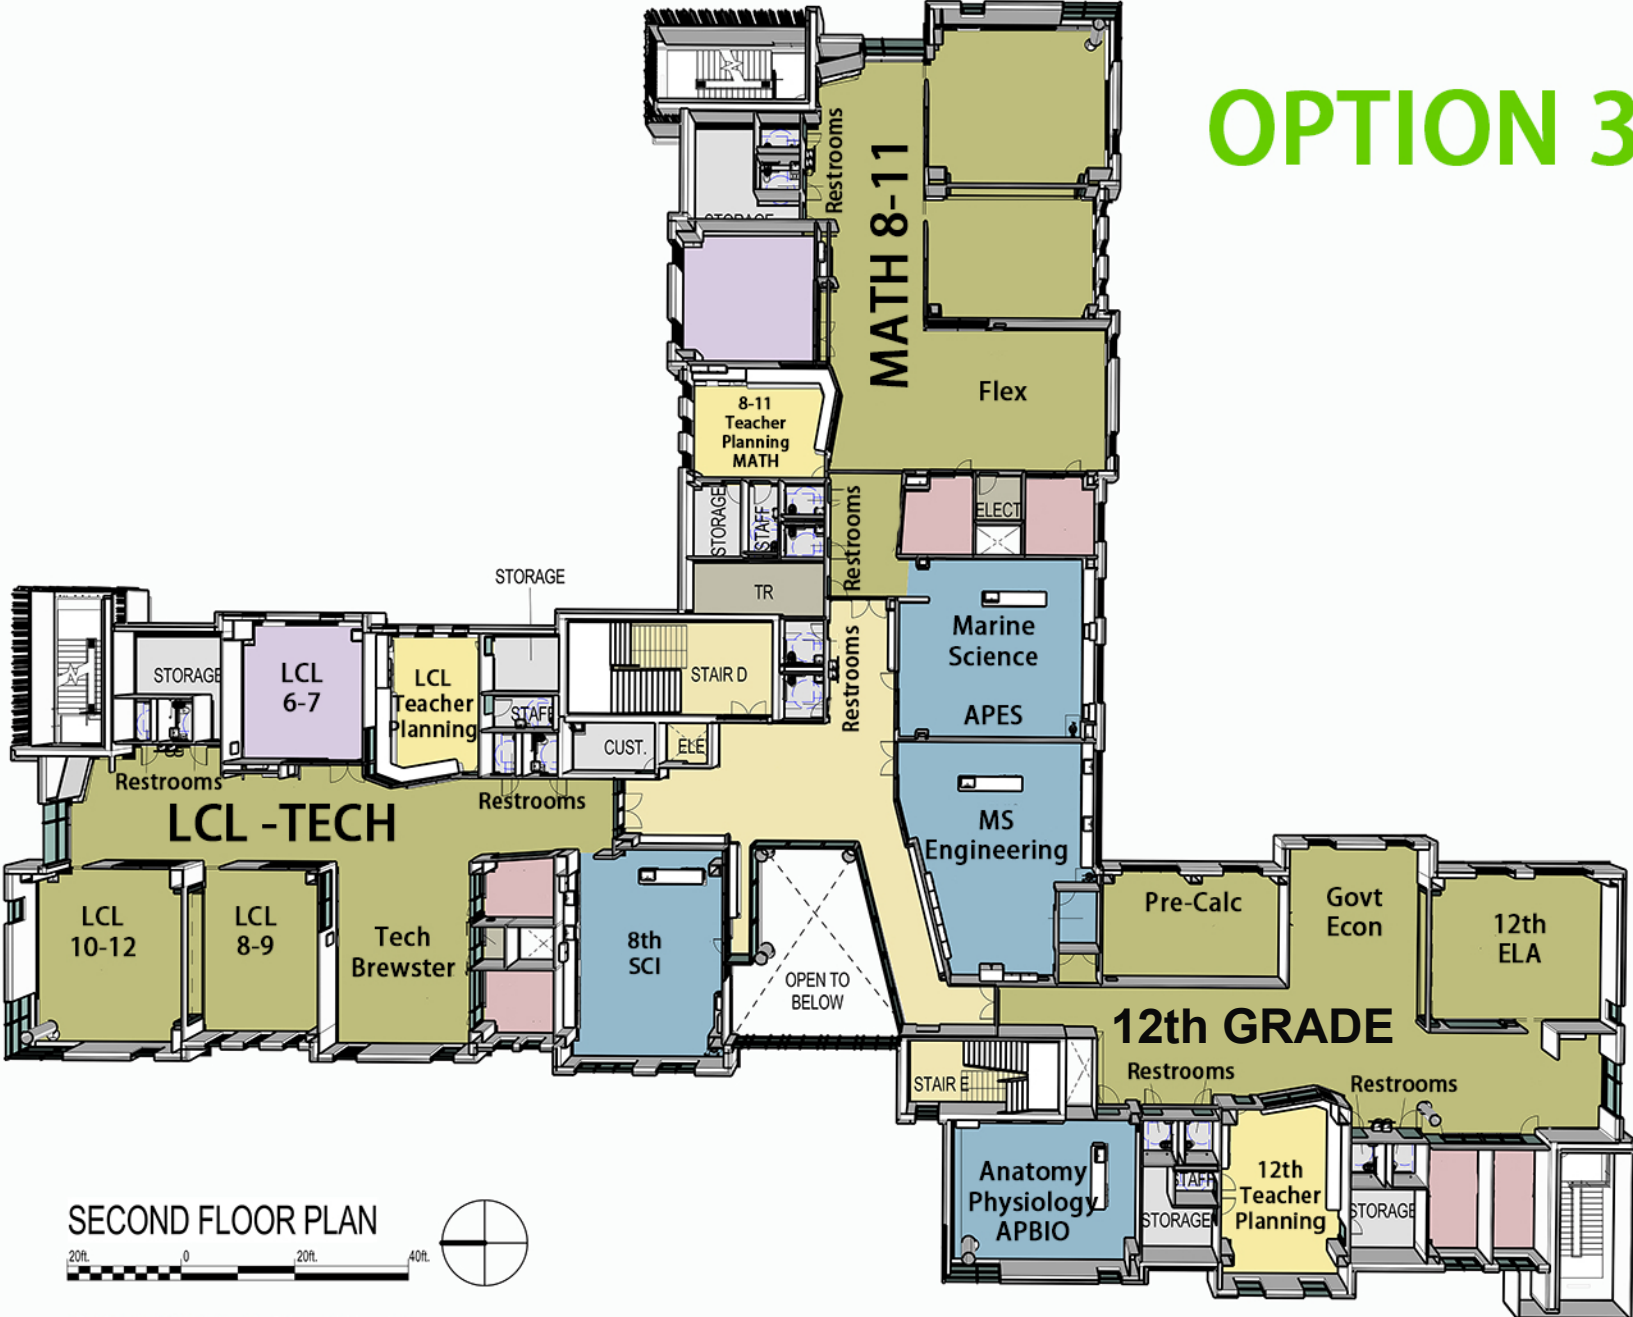 OPTION 3
Restrooms
MATH 8-11
STORAGE
Flex
8-11
Teacher
Planning
MATH
STORAGE
STAFF
Restrooms
ELECT
TR
STORAGE
Marine
Science
APES
Restrooms
STAIR D
STORAGE
LCL
6-7
LCL
Teacher
Planning
STAFF
CUST.
ELE
Restrooms
Restrooms
LCL -TECH
MS
Engineering
LCL
10-12
LCL
8-9
Tech
Brewster
8th
SCI
OPEN TO
BELOW
Pre-Calc
Govt
Econ
12th
ELA
12th GRADE
Restrooms
Restrooms
STAIR E
Anatomy
Physiology
APBIO
STAFF
STORAGE
12th
Teacher
Planning
STORAGE
SECOND FLOOR PLAN
20ft. 0 20ft. 40ft.